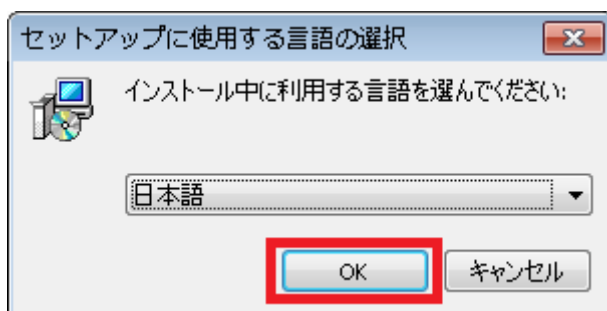 セットアップに使用する言語の選択
インストール中に利用する言語を選んでください:
日本語
OK
キャンセル